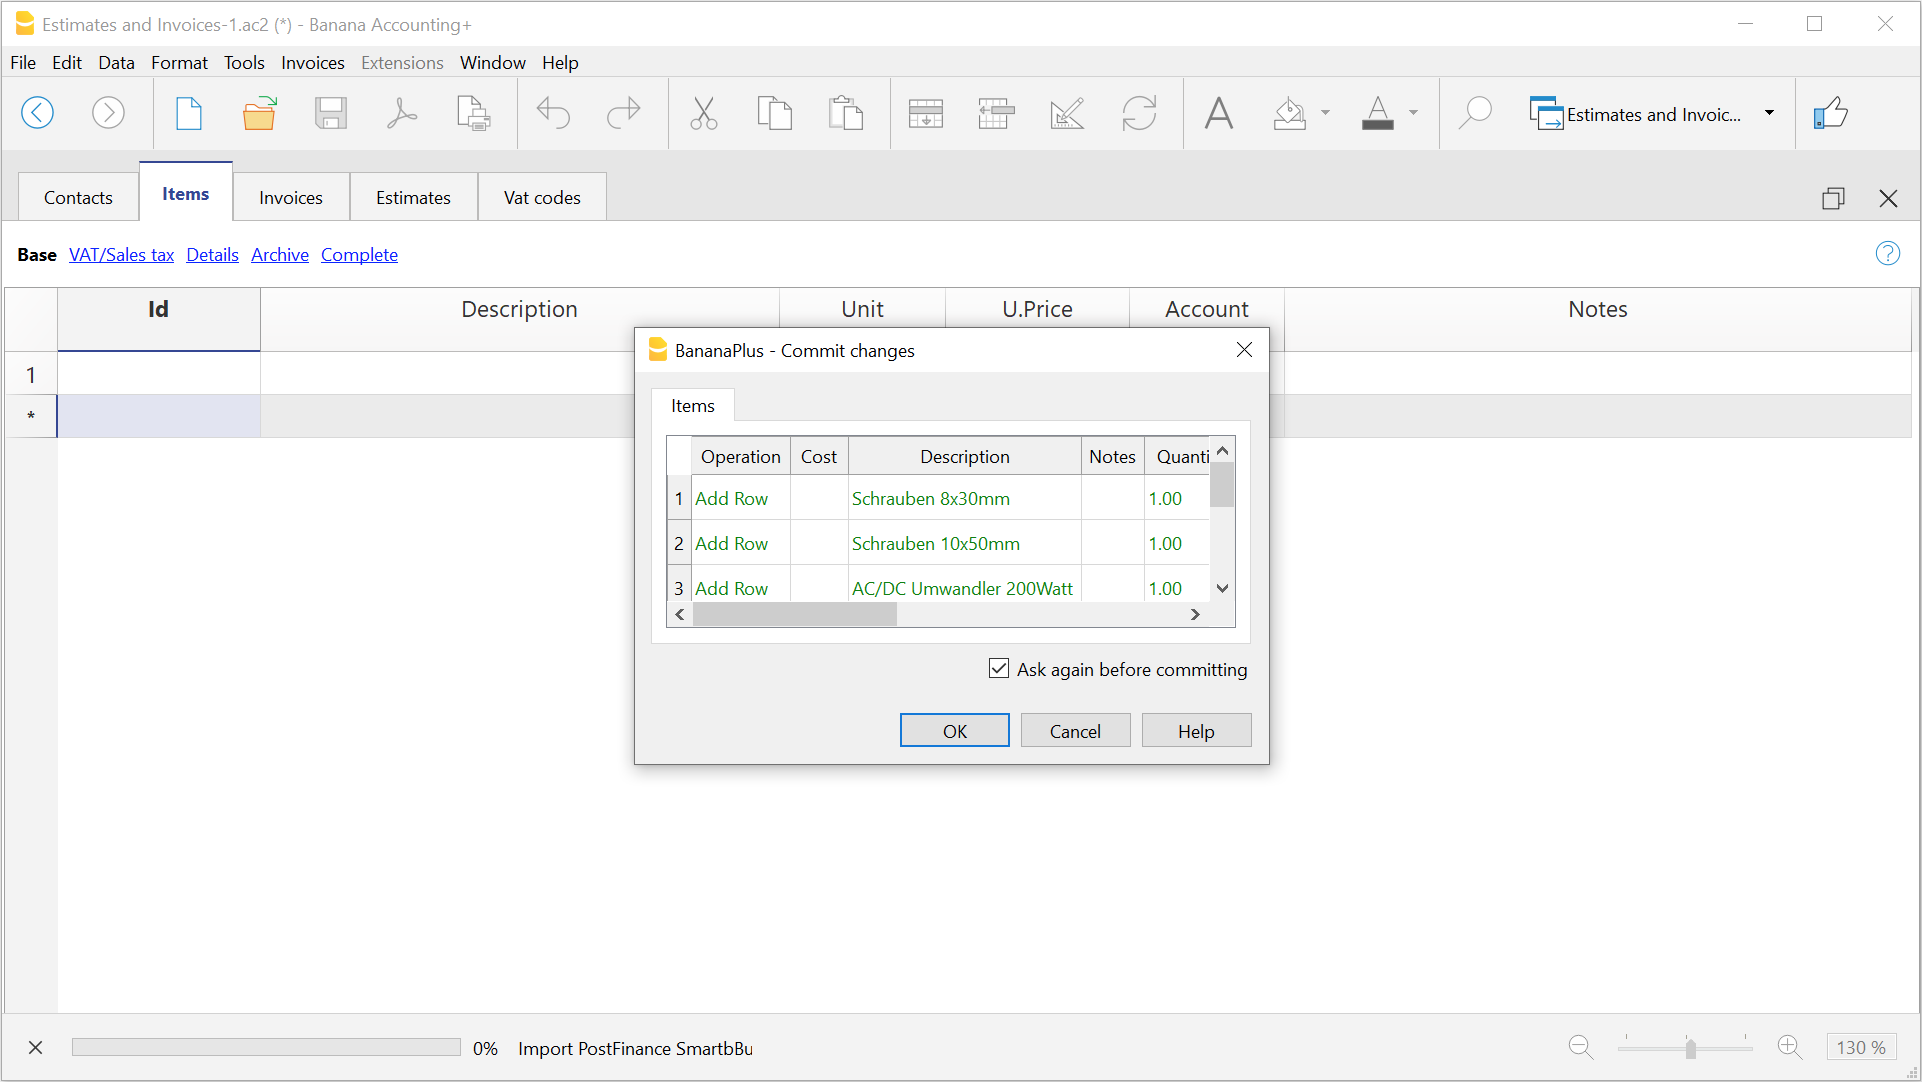 Estimates and Invoices-1.ac2 (*) - Banana Accounting+
File Edit Data Format Tools Invoices Extensions Window Help
Estimates and Invoic...
Contacts Items Invoices Estimates Vat codes
Base VAT/Sales tax Details Archive Complete
Id Description Unit U.Price Account Notes
1
*
BananaPlus - Commit changes
Items
Operation Cost Description Notes Quanti
1 Add Row Schrauben 8x30mm 1.00
2 Add Row Schrauben 10x50mm 1.00
3 Add Row AC/DC Umwandler 200Watt 1.00
Ask again before committing
OK Cancel Help
0% Import PostFinance SmartbBu
130 %